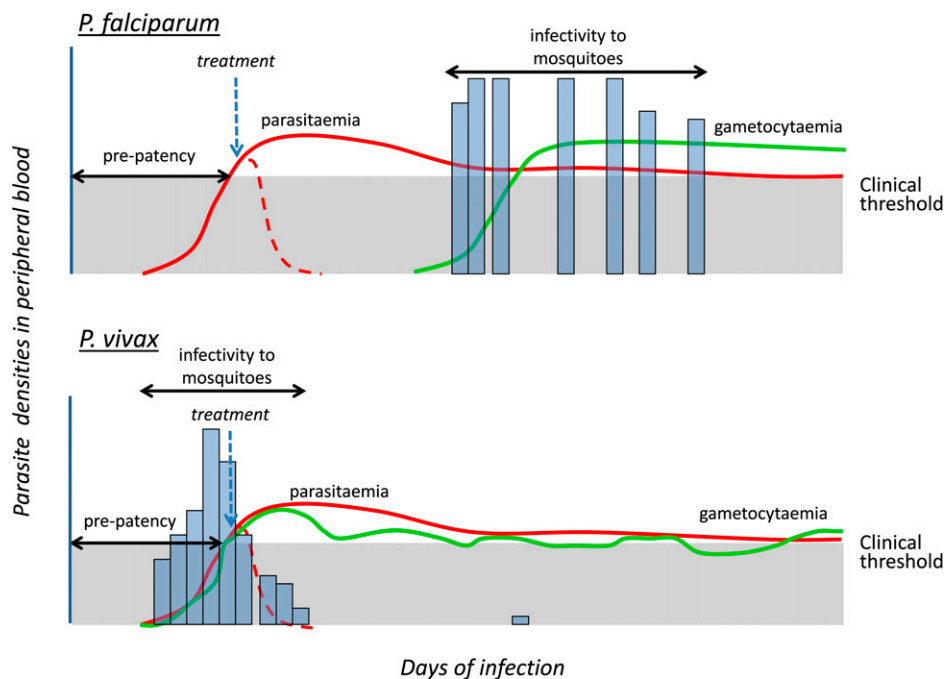 P. falciparum
treatment
infectivity to
mosquitoes
parasitaemia
gametocytaemia
pre-patency
Clinical
threshold
Parasite densities in peripheral blood
P. vivax
infectivity to
mosquitoes
treatment
parasitaemia
gametocytaemia
pre-patency
Clinical
threshold
Days of infection